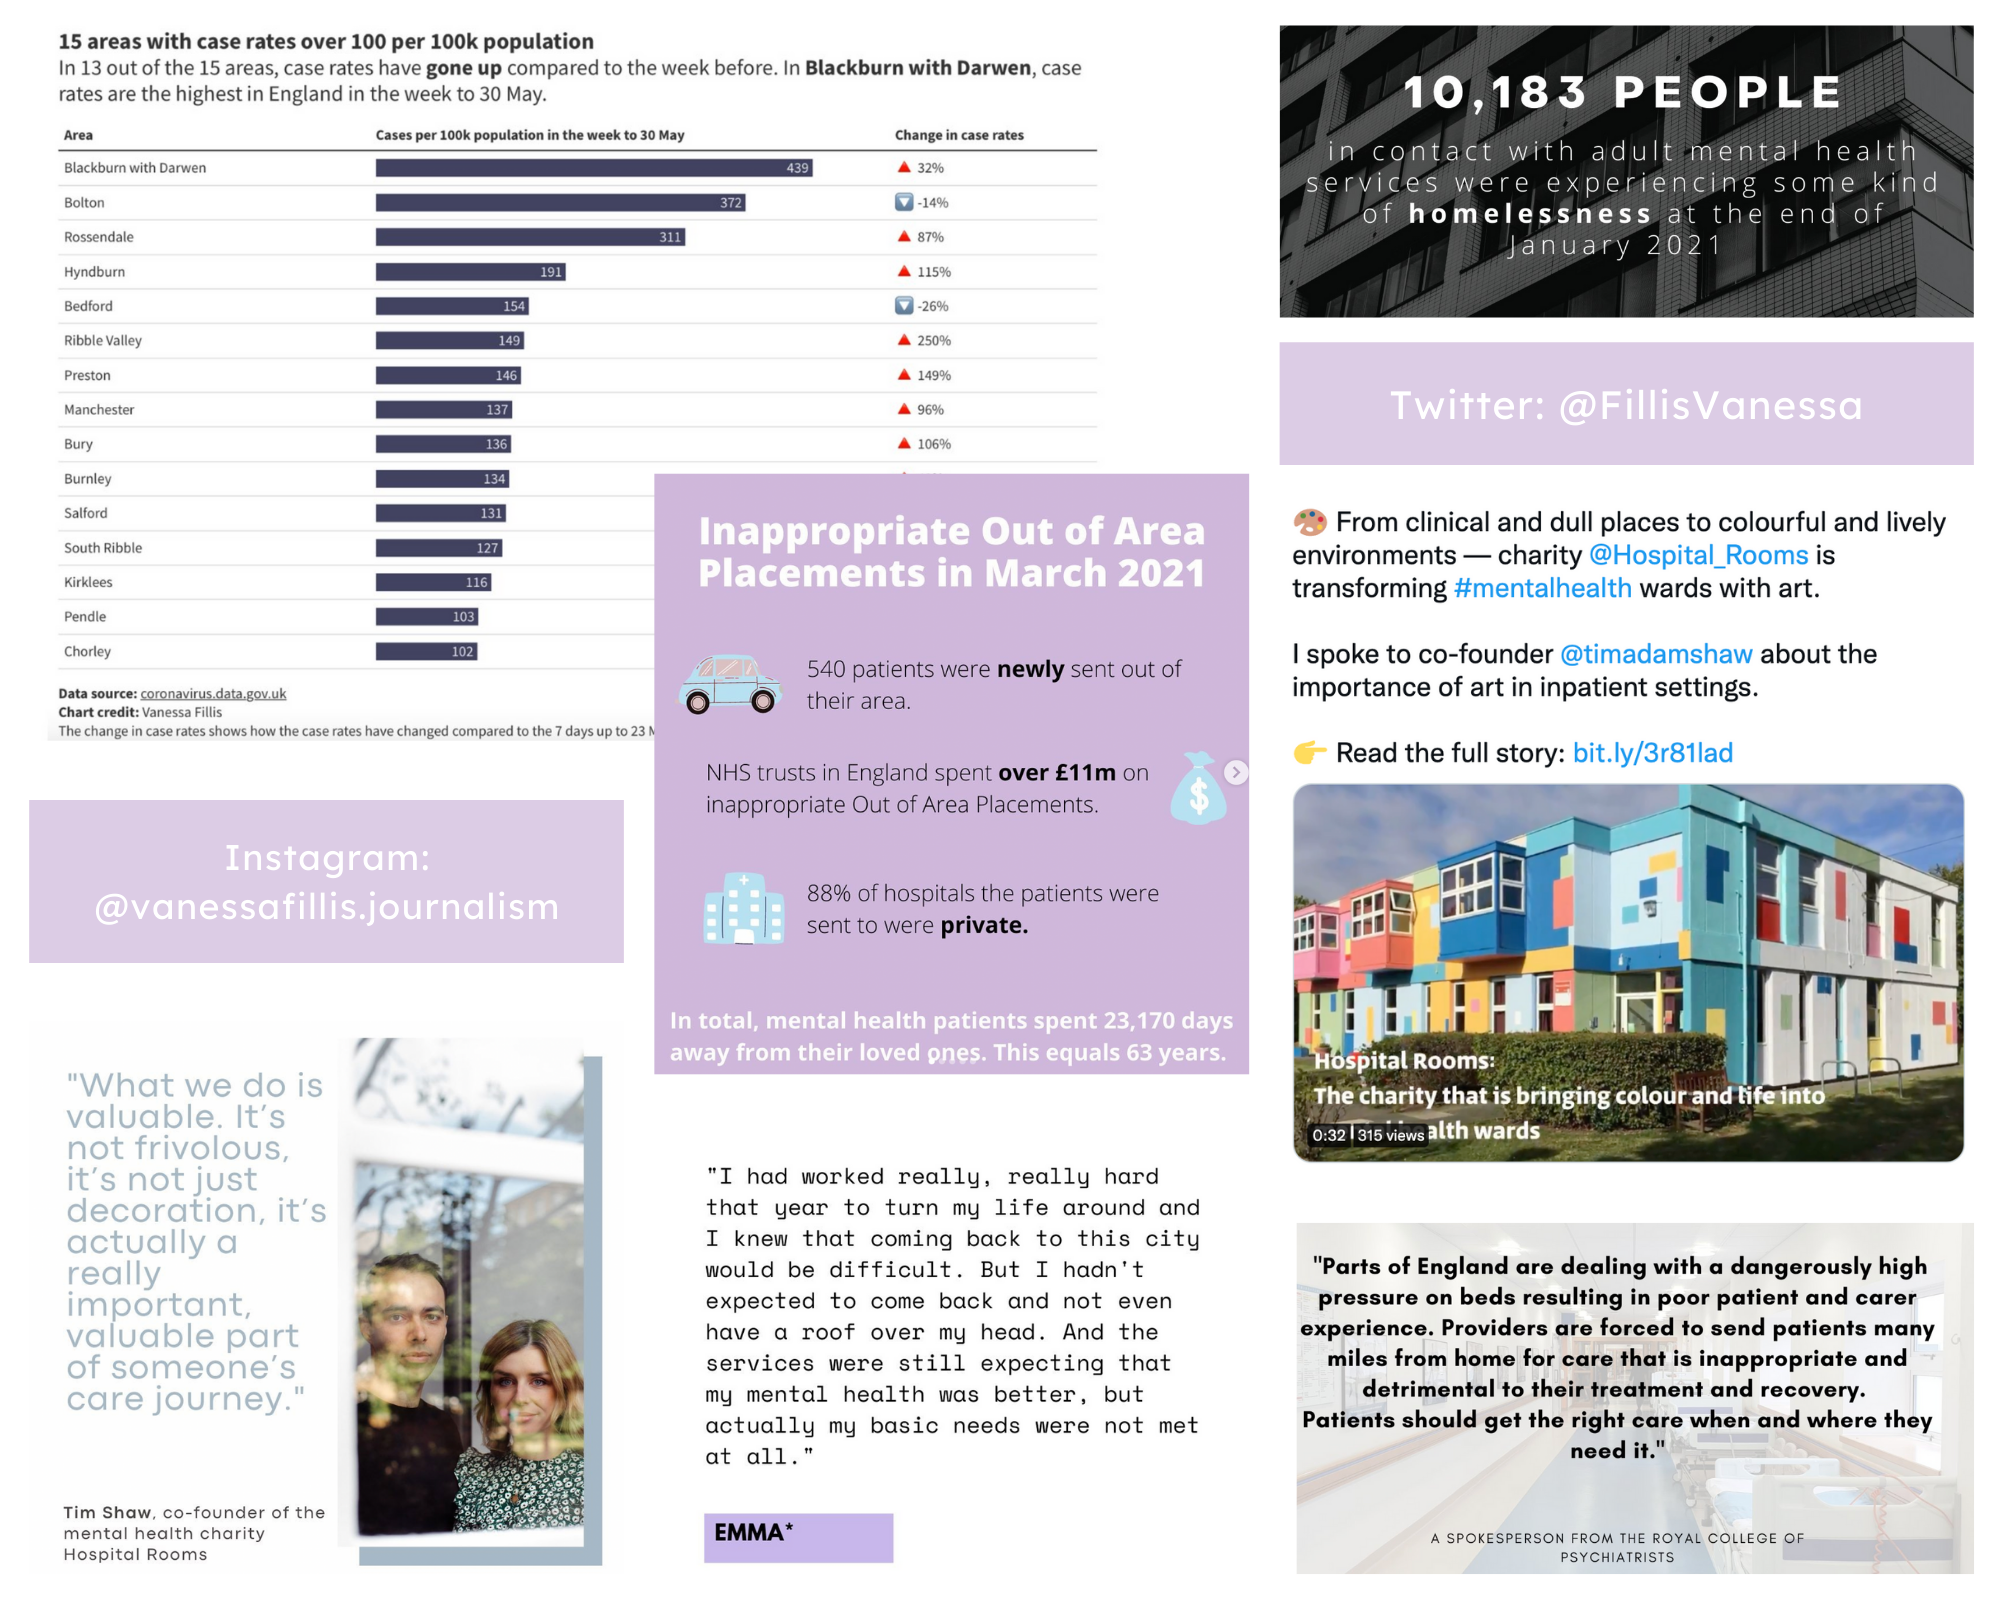 15 areas with case rates over 100 per 100k population
In 13 out of the 15 areas, case rates have gone up compared to the week before. In Blackburn with Darwen, case
rates are the highest in England in the week to 30 May.
Area Cases per 100k population in the week to 30 May Change in case rates
Blackburn with Darwen 439 32%
Bolton 372 -14%
Rossendale 311 87%
Hyndburn 191 115%
Bedford 154 -26%
Ribble Valley 149 250%
Preston 146 149%
Manchester 137 96%
Bury 136 106%
Burnley 134
Salford 131
South Ribble 127
Kirklees 116
Pendle 103
Chorley 102
Data source: coronavirus.data.gov.uk
Chart credit: Vanessa Fillis
The change in case rates shows how the case rates have changed compared to the 7 days up to 23
Instagram:
@vanessafillis.journalism
"What we do is
valuable. It's
not frivolous,
it's not just
decoration, it's
actually a
really
important,
valuable part
of someone's
care journey."
Tim Shaw, co-founder of the
mental health charity
Hospital Rooms
Inappropriate Out of Area
Placements in March 2021
540 patients were newly sent out of
their area.
NHS trusts in England spent over £11m on
inappropriate Out of Area Placements.
$
88% of hospitals the patients were
sent to were private.
In total, mental health patients spent 23,170 days
away from their loved ones. This equals 63 years.
"I had worked really, really hard
that year to turn my life around and
I knew that coming back to this city
would be difficult. But I hadn't
expected to come back and not even
have a roof over my head. And the
services were still expecting that
my mental health was better, but
actually my basic needs were not met
at all."
EMMA*
10,183 PEOPLE
in contact with adult mental health
services were experiencing some kind
of homelessness at the end of
January 2021
Twitter: @FillisVanessa
🎨 From clinical and dull places to colourful and lively
environments — charity @Hospital_Rooms is
transforming #mentalhealth wards with art.
I spoke to co-founder @timadamshaw about the
importance of art in inpatient settings.
👉 Read the full story: bit.ly/3r81lad
Hospital Rooms:
The charity that is bringing colour and life into
alth wards
0:32 315 views
"Parts of England are dealing with a dangerously high
pressure on beds resulting in poor patient and carer
experience. Providers are forced to send patients many
miles from home for care that is inappropriate and
detrimental to their treatment and recovery.
Patients should get the right care when and where they
need it."
A SPOKESPERSON FROM THE ROYAL COLLEGE OF
PSYCHIATRISTS